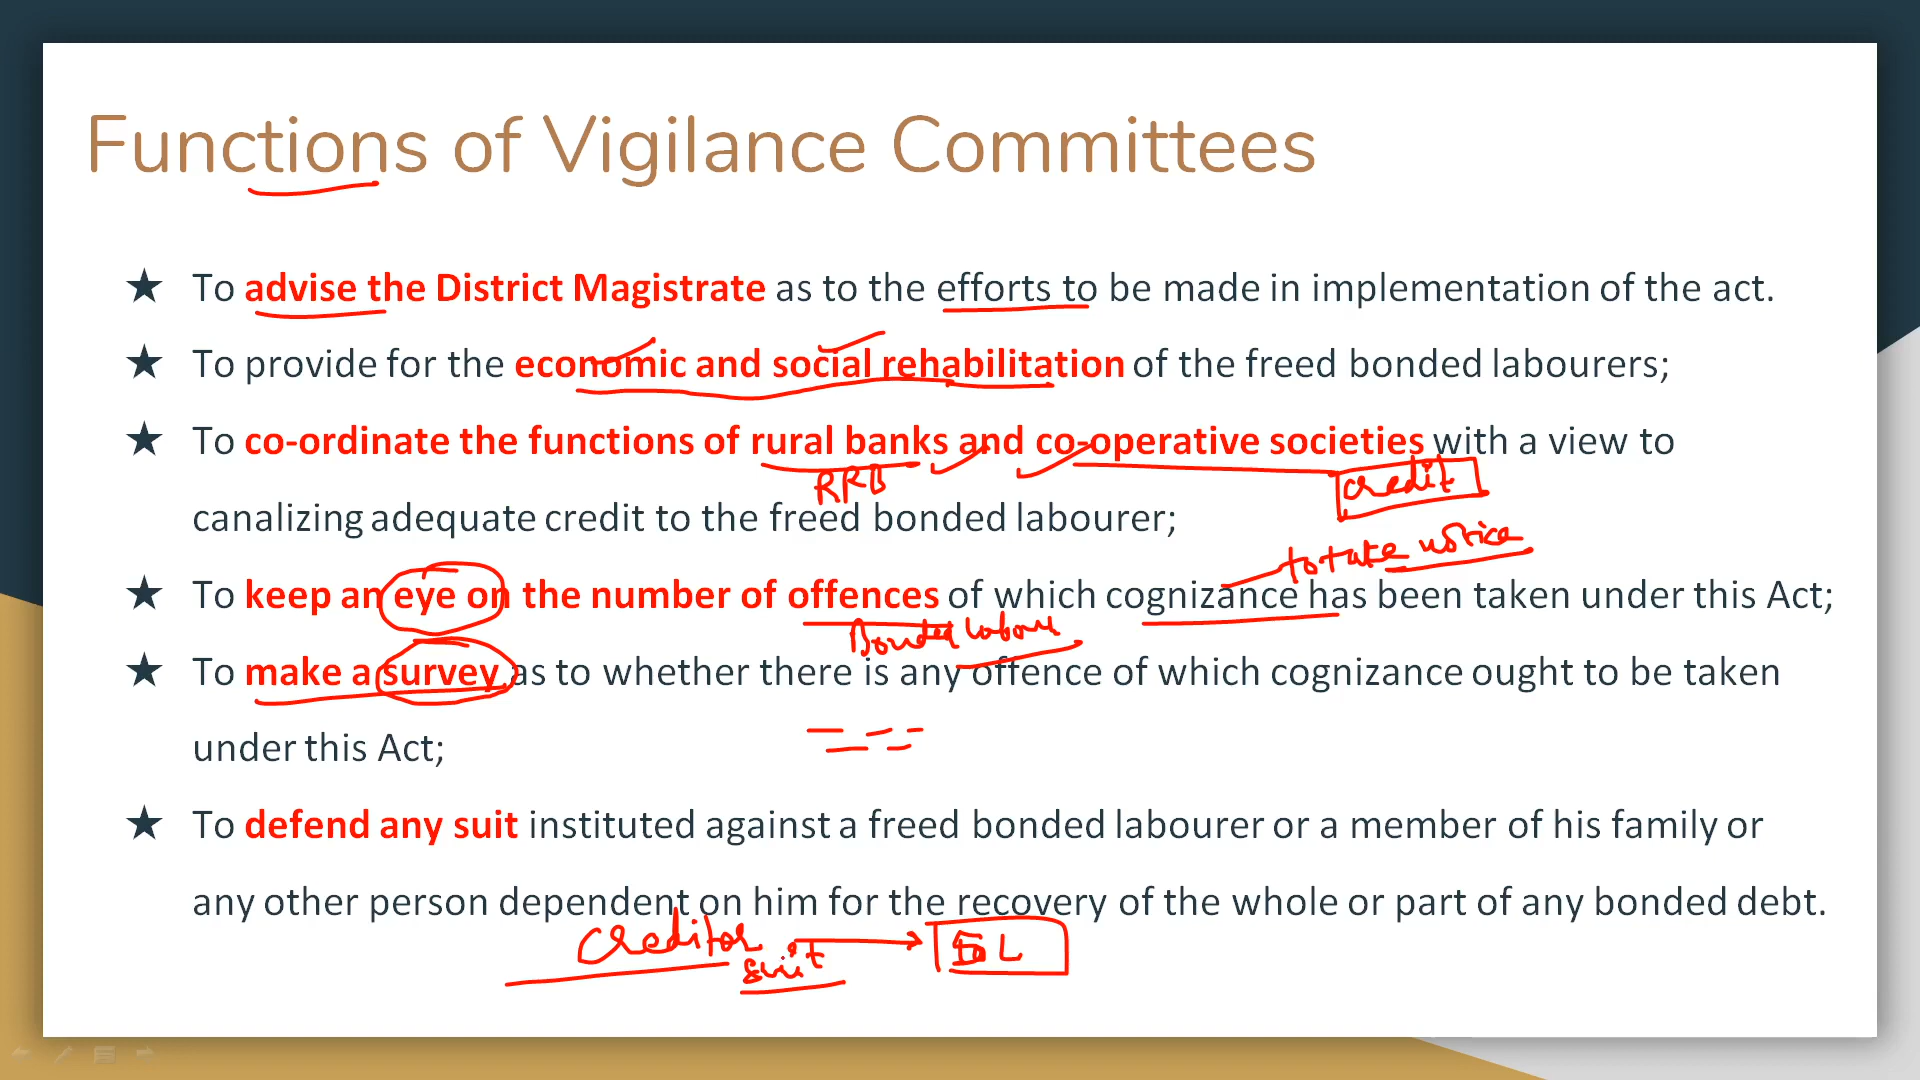 Functions of Vigilance Committees
★ To advise the District Magistrate as to the efforts to be made in implementation of the act.
★ To provide for the economic and social rehabilitation of the freed bonded labourers;
★ To co-ordinate the functions of rural banks and co-operative societies with a view to
RRB
credit
canalizing adequate credit to the freed bonded labourer;
to take notice
★ To keep an eye on the number of offences of which cognizance has been taken under this Act;
Bonded labour
★ To make a survey as to whether there is any offence of which cognizance ought to be taken
under this Act;
★ To defend any suit instituted against a freed bonded labourer or a member of his family or
any other person dependent on him for the recovery of the whole or part of any bonded debt.
creditor
suit
L